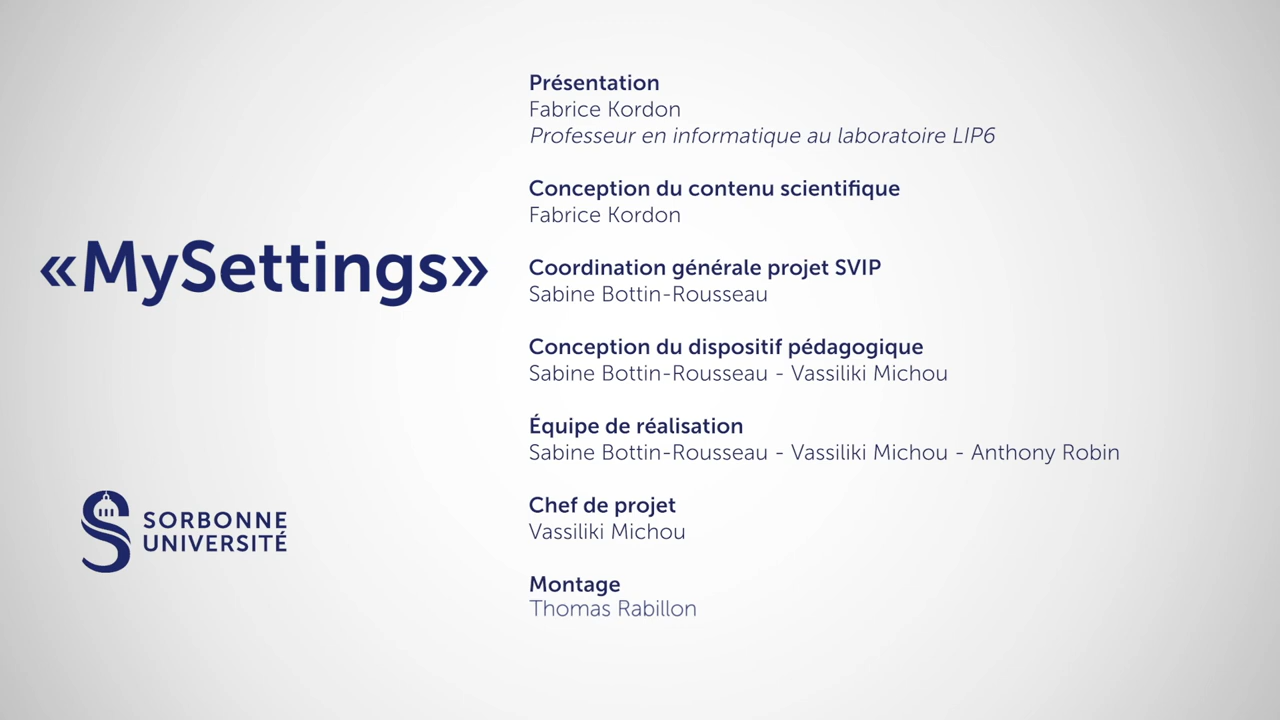 «MySettings»
SORBONNE
UNIVERSITÉ
Présentation
Fabrice Kordon
Professeur en informatique au laboratoire LIP6
Conception du contenu scientifique
Fabrice Kordon
Coordination générale projet SVIP
Sabine Bottin-Rousseau
Conception du dispositif pédagogique
Sabine Bottin-Rousseau - Vassiliki Michou
Équipe de réalisation
Sabine Bottin-Rousseau - Vassiliki Michou - Anthony Robin
Chef de projet
Vassiliki Michou
Montage
Thomas Rabillon